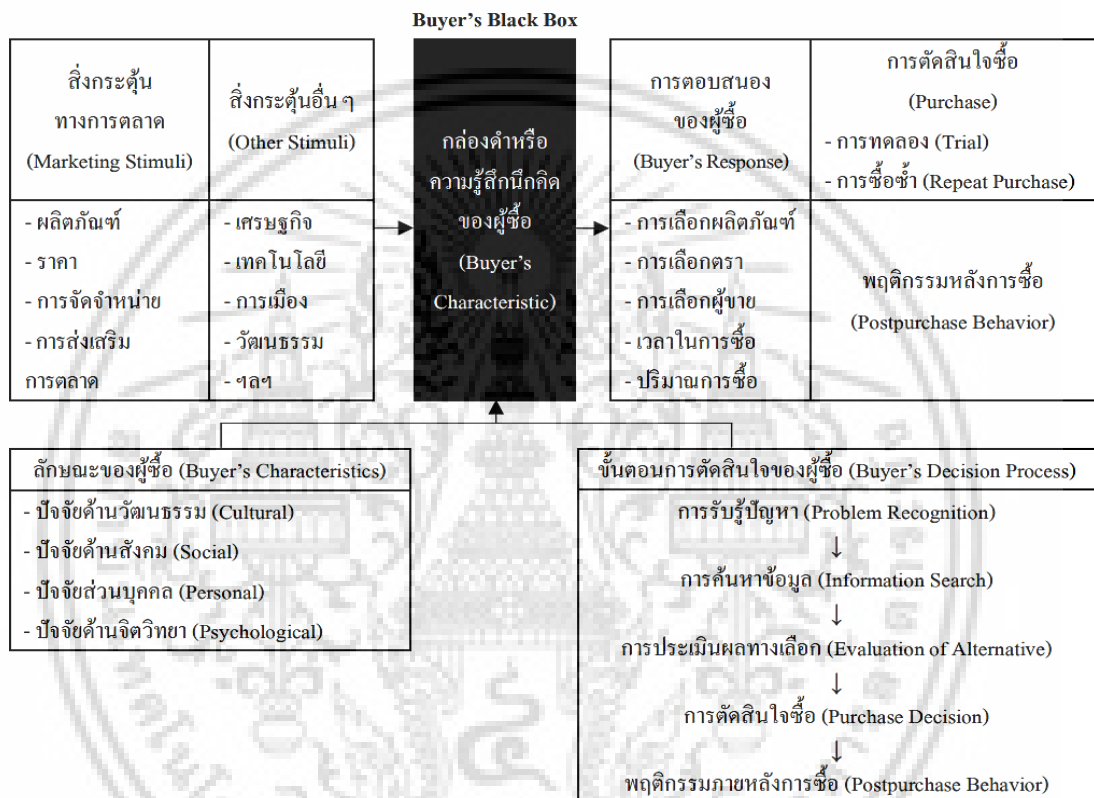 Buyer's Black Box
สิ่งกระตุ้น
ทางการตลาด
(Marketing Stimuli)
- ผลิตภัณฑ์
- ราคา
- การจัดจำหน่าย
- การส่งเสริม
การตลาด
สิ่งกระตุ้นอื่น ๆ
(Other Stimuli)
- เศรษฐกิจ
- เทคโนโลยี
- การเมือง
- วัฒนธรรม
- ฯลฯ
กล่องดำหรือ
ความรู้สึกนึกคิด
ของผู้ซื้อ
(Buyer's
Characteristic)
การตอบสนอง
ของผู้ซื้อ
(Buyer's Response)
- การเลือกผลิตภัณฑ์
- การเลือกตรา
- การเลือกผู้ขาย
- เวลาในการซื้อ
- ปริมาณการซื้อ
การตัดสินใจซื้อ
(Purchase)
- การทดลอง (Trial)
- การซื้อซ้ำ (Repeat Purchase)
พฤติกรรมหลังการซื้อ
(Postpurchase Behavior)
ลักษณะของผู้ซื้อ (Buyer's Characteristics)
- ปัจจัยด้านวัฒนธรรม (Cultural)
- ปัจจัยด้านสังคม (Social)
- ปัจจัยส่วนบุคคล (Personal)
- ปัจจัยด้านจิตวิทยา (Psychological)
ขั้นตอนการตัดสินใจของผู้ซื้อ (Buyer's Decision Process)
การรับรู้ปัญหา (Problem Recognition)
↓
การค้นหาข้อมูล (Information Search)
↓
การประเมินผลทางเลือก (Evaluation of Alternative)
↓
การตัดสินใจซื้อ (Purchase Decision)
↓
พฤติกรรมภายหลังการซื้อ (Postpurchase Behavior)